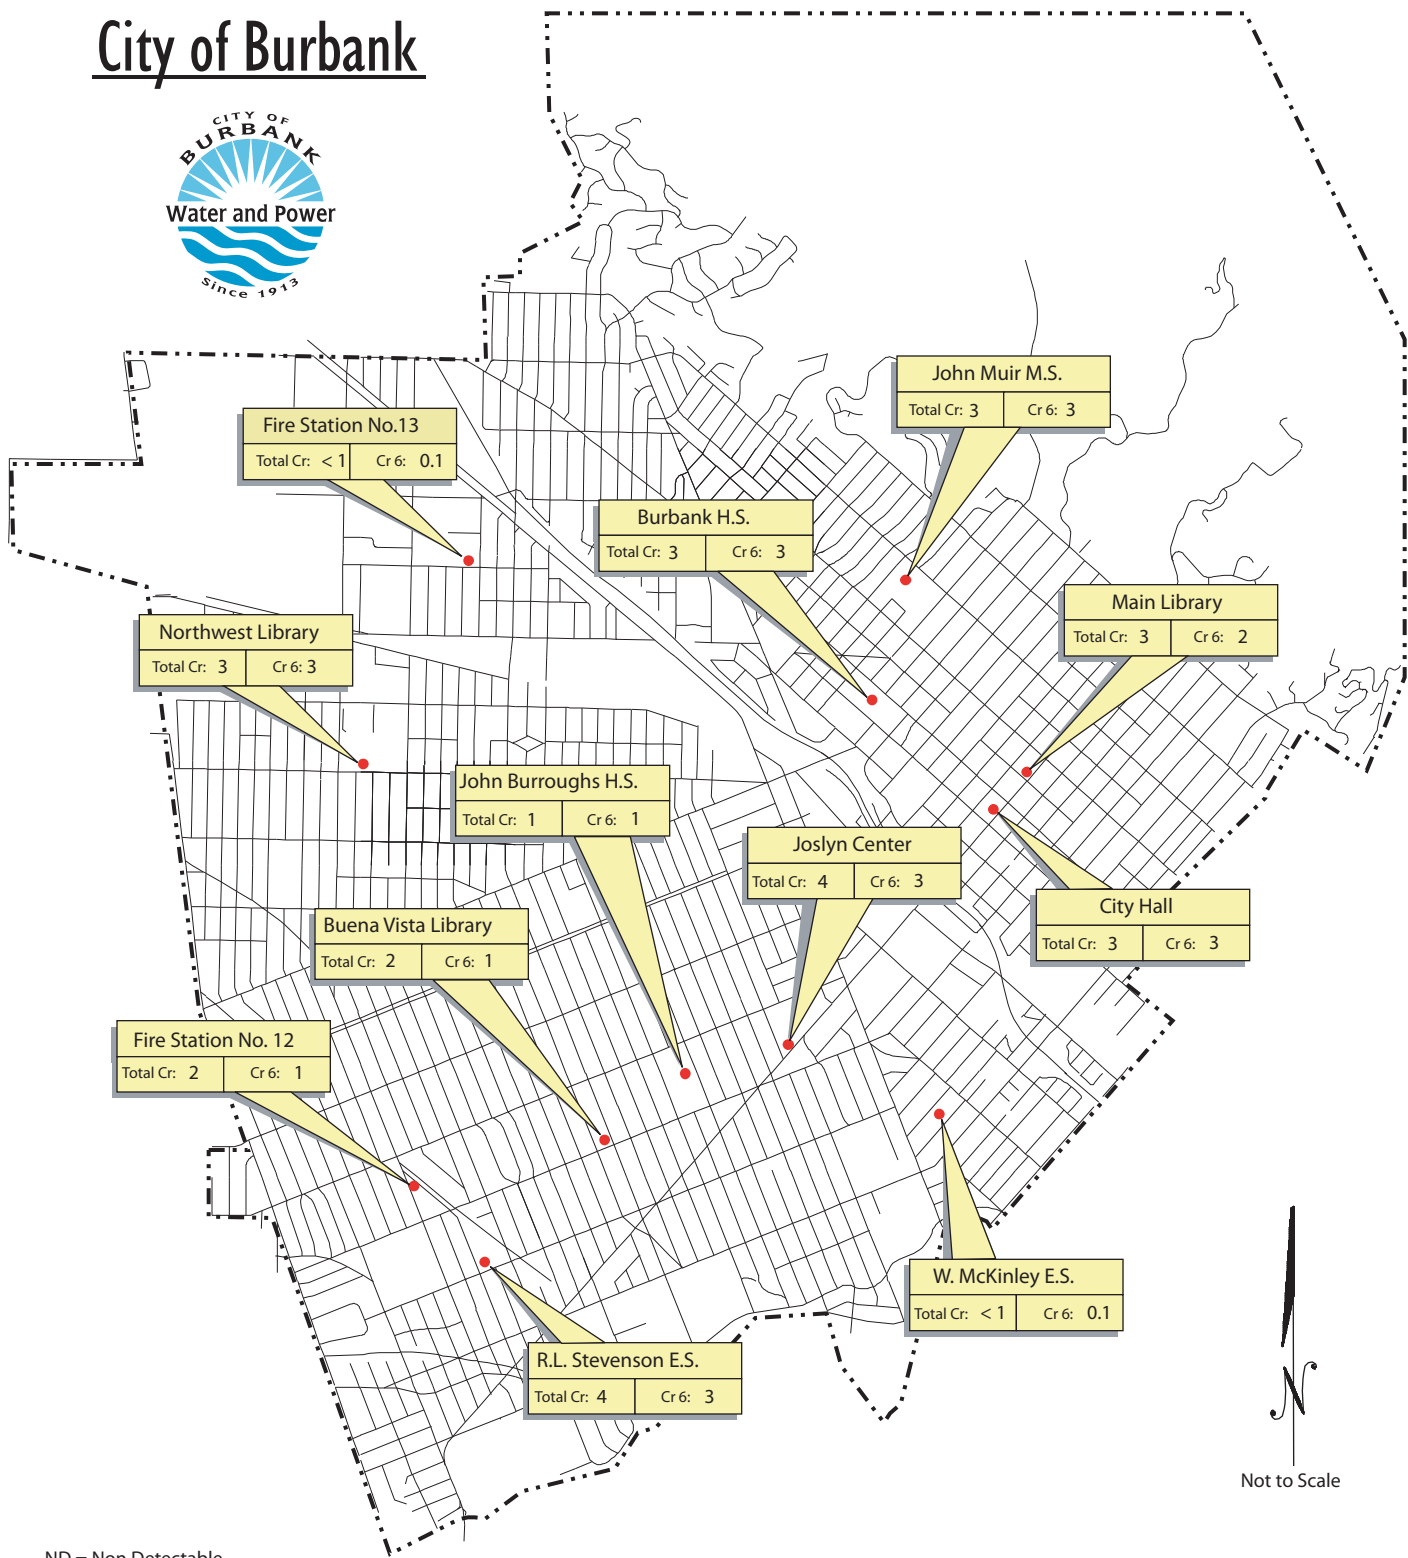 City of Burbank
CITY OF
BURBANK
Water and Power
Since 1913
John Muir M.S.
Total Cr: 3 Cr 6: 3
Fire Station No.13
Total Cr: < 1 Cr 6: 0.1
Burbank H.S.
Total Cr: 3 Cr 6: 3
Main Library
Total Cr: 3 Cr 6: 2
Northwest Library
Total Cr: 3 Cr 6: 3
John Burroughs H.S.
Total Cr: 1 Cr 6: 1
Joslyn Center
Total Cr: 4 Cr 6: 3
City Hall
Total Cr: 3 Cr 6: 3
Buena Vista Library
Total Cr: 2 Cr 6: 1
Fire Station No. 12
Total Cr: 2 Cr 6: 1
W. McKinley E.S.
Total Cr: < 1 Cr 6: 0.1
R.L. Stevenson E.S.
Total Cr: 4 Cr 6: 3
N
Not to Scale
ND = Non Detectable